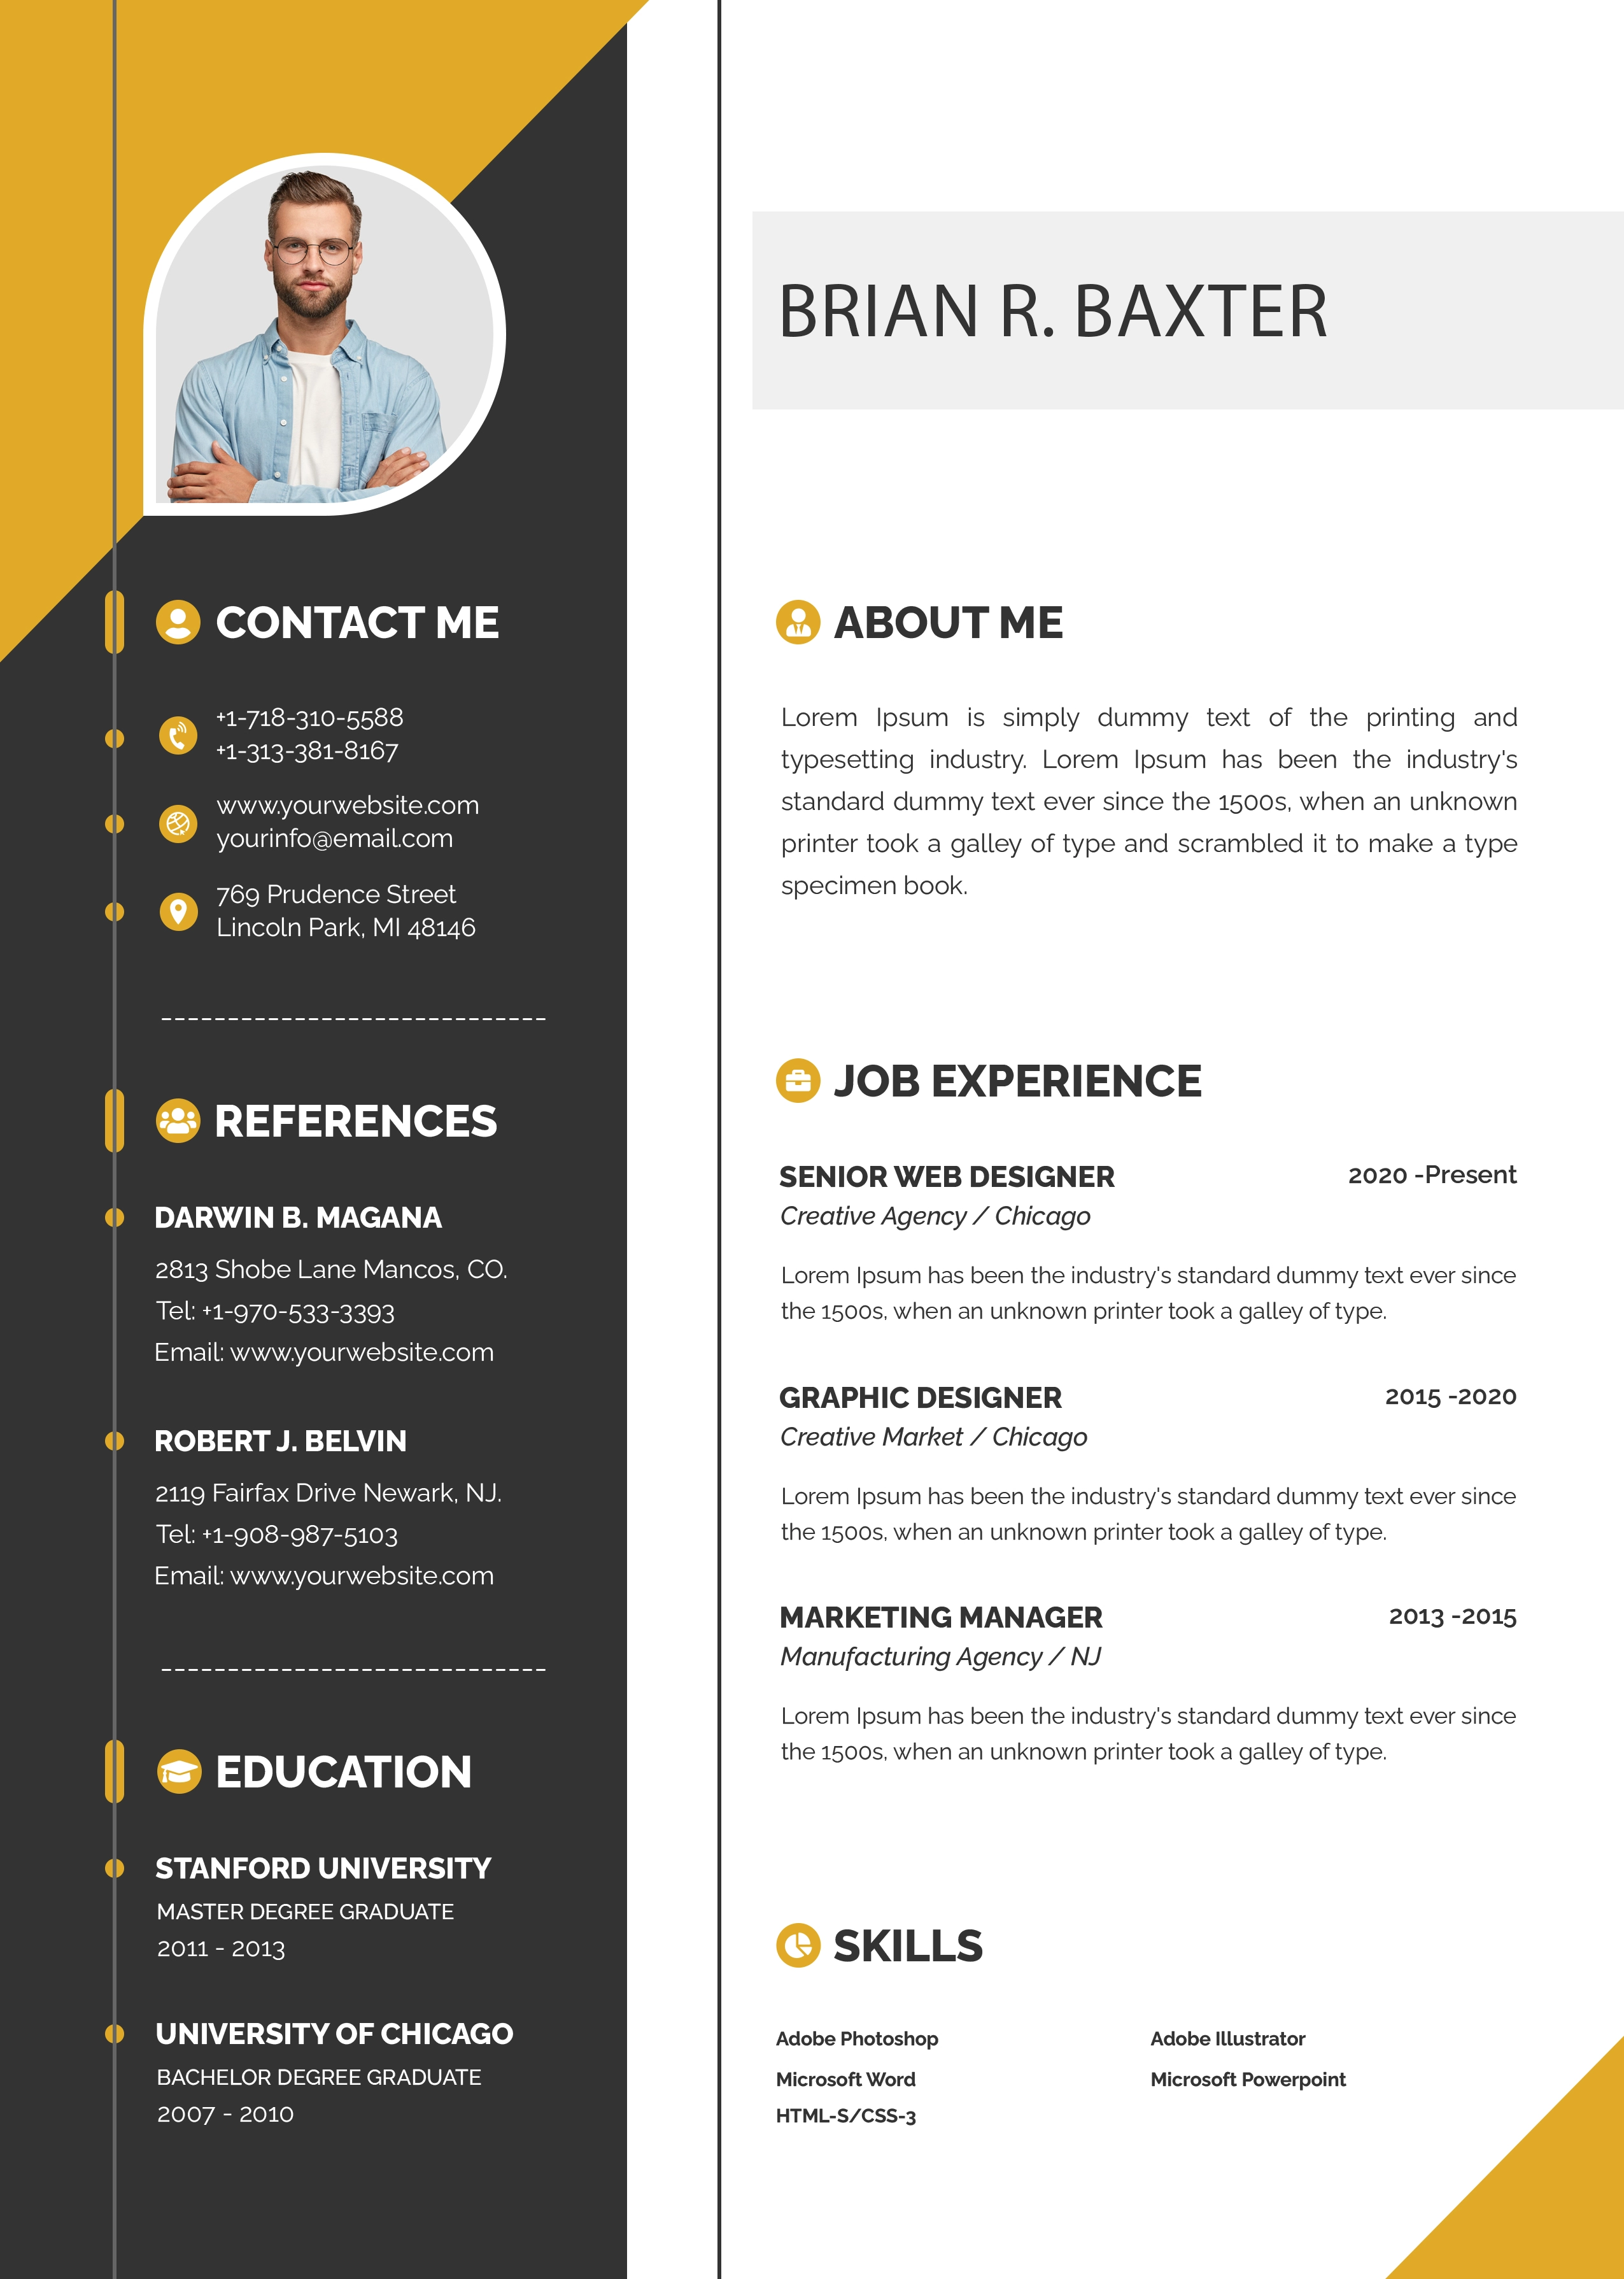 BRIAN R. BAXTER
CONTACT ME
+1-718-310-5588
+1-313-381-8167
www.yourwebsite.com
yourinfo@email.com
769 Prudence Street
Lincoln Park, MI 48146
REFERENCES
DARWIN B. MAGANA
2813 Shobe Lane Mancos, CO.
Tel: +1-970-533-3393
Email: www.yourwebsite.com
ROBERT J. BELVIN
2119 Fairfax Drive Newark, NJ.
Tel: +1-908-987-5103
Email: www.yourwebsite.com
EDUCATION
STANFORD UNIVERSITY
MASTER DEGREE GRADUATE
2011 - 2013
UNIVERSITY OF CHICAGO
BACHELOR DEGREE GRADUATE
2007 - 2010
ABOUT ME
Lorem Ipsum is simply dummy text of the printing and
typesetting industry. Lorem Ipsum has been the industry's
standard dummy text ever since the 1500s, when an unknown
printer took a galley of type and scrambled it to make a type
specimen book.
JOB EXPERIENCE
SENIOR WEB DESIGNER 2020 -Present
Creative Agency / Chicago
Lorem Ipsum has been the industry's standard dummy text ever since
the 1500s, when an unknown printer took a galley of type.
GRAPHIC DESIGNER 2015 -2020
Creative Market / Chicago
Lorem Ipsum has been the industry's standard dummy text ever since
the 1500s, when an unknown printer took a galley of type.
MARKETING MANAGER 2013 -2015
Manufacturing Agency / NJ
Lorem Ipsum has been the industry's standard dummy text ever since
the 1500s, when an unknown printer took a galley of type.
SKILLS
Adobe Photoshop Adobe Illustrator
Microsoft Word Microsoft Powerpoint
HTML-S/CSS-3